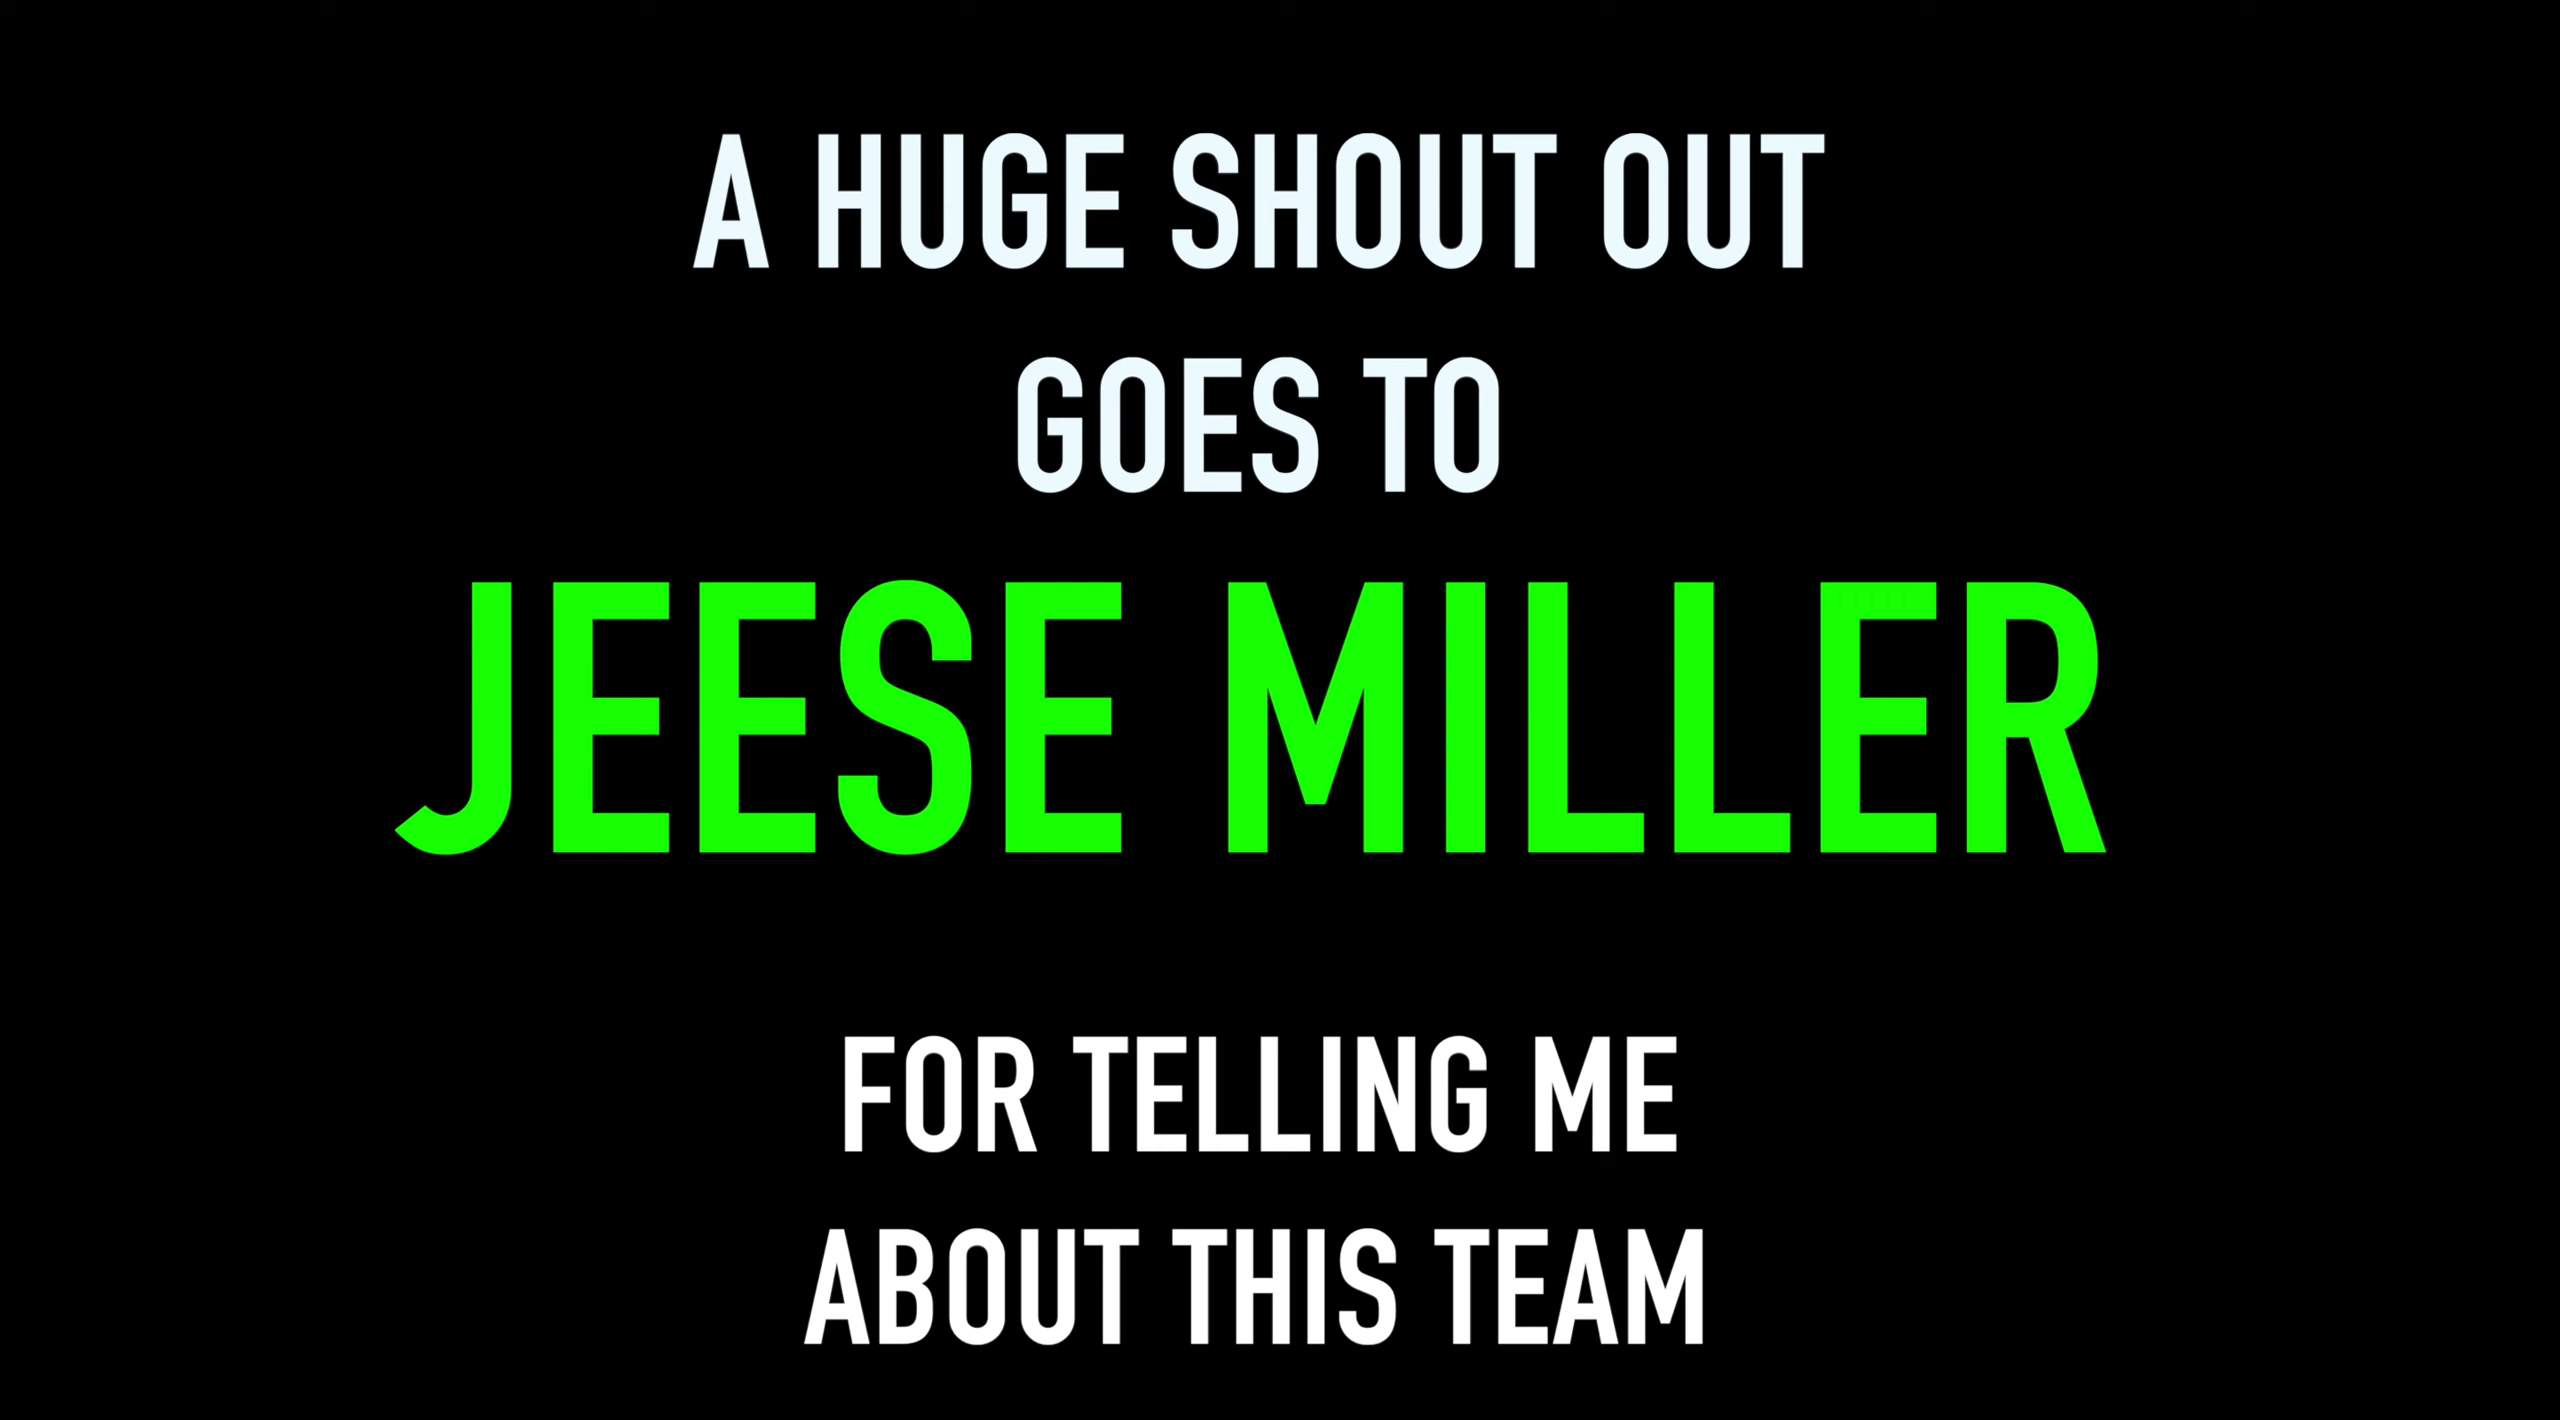 A HUGE SHOUT OUT
GOES TO
JEESE MILLER
FOR TELLING ME
ABOUT THIS TEAM